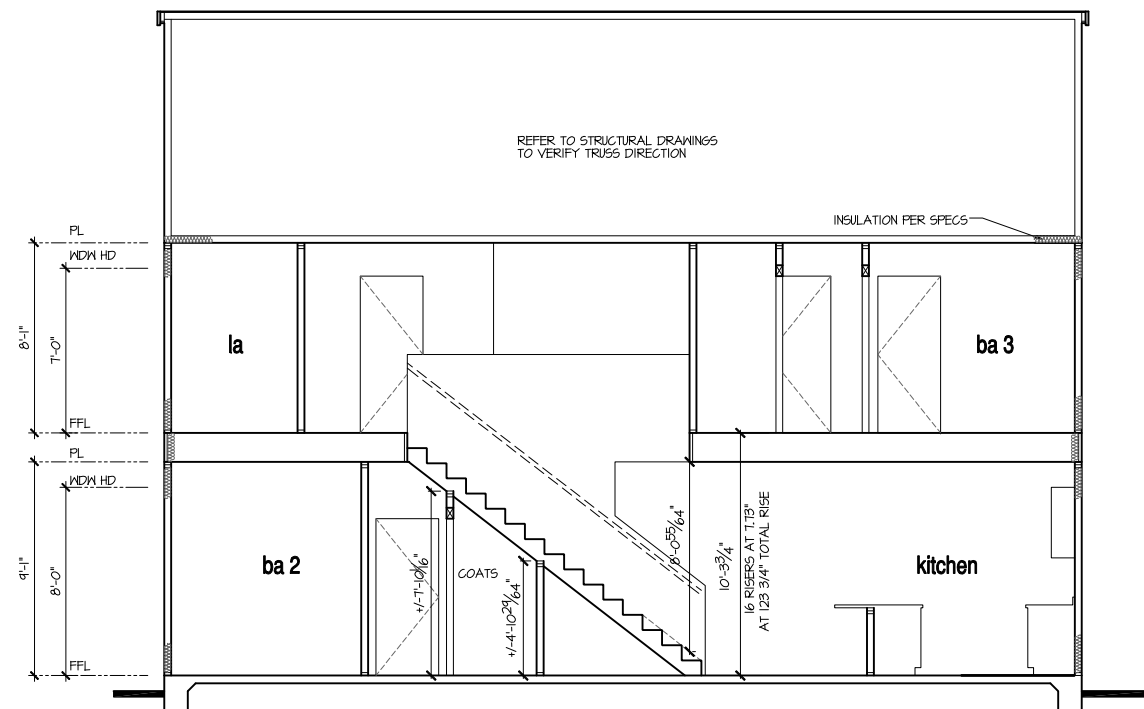 REFER TO STRUCTURAL DRAWINGS
TO VERIFY TRUSS DIRECTION
INSULATION PER SPECS
PL
WDW HD
8'-1"
7'-0"
la
ba 3
FFL
PL
WDW HD
9'-1"
8'-0"
ba 2
+/-7'-10/16"
COATS
+/-4'-10 29/64"
8'-0 55/64"
10'-3 3/4"
16 RISERS AT 7.73"
AT 123 3/4" TOTAL RISE
kitchen
FFL